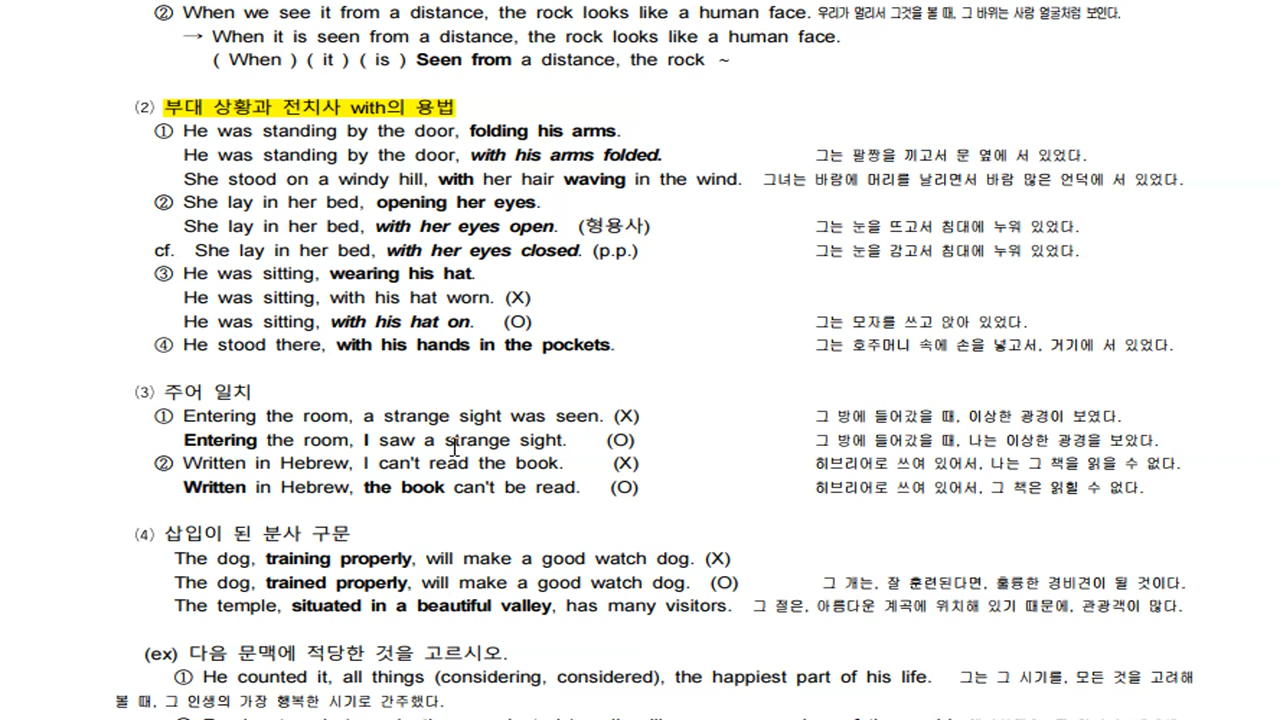 ② When we see it from a distance, the rock looks like a human face. 우리가 멀리서 그것을 볼 때, 그 바위는 사람 얼굴처럼 보인다.
→ When it is seen from a distance, the rock looks like a human face.
( When ) ( it ) ( is ) Seen from a distance, the rock ~
(2) 부대 상황과 전치사 with의 용법
① He was standing by the door, folding his arms.
He was standing by the door, with his arms folded. 그는 팔짱을 끼고서 문 옆에 서 있었다.
She stood on a windy hill, with her hair waving in the wind. 그녀는 바람에 머리를 날리면서 바람 많은 언덕에 서 있었다.
② She lay in her bed, opening her eyes.
She lay in her bed, with her eyes open. (형용사) 그는 눈을 뜨고서 침대에 누워 있었다.
cf. She lay in her bed, with her eyes closed. (p.p.) 그는 눈을 감고서 침대에 누워 있었다.
③ He was sitting, wearing his hat.
He was sitting, with his hat worn. (X)
He was sitting, with his hat on. (O) 그는 모자를 쓰고 앉아 있었다.
④ He stood there, with his hands in the pockets. 그는 호주머니 속에 손을 넣고서, 거기에 서 있었다.
(3) 주어 일치
① Entering the room, a strange sight was seen. (X) 그 방에 들어갔을 때, 이상한 광경이 보였다.
Entering the room, I saw a strange sight. (O) 그 방에 들어갔을 때, 나는 이상한 광경을 보았다.
② Written in Hebrew, I can't read the book. (X) 히브리어로 쓰여 있어서, 나는 그 책을 읽을 수 없다.
Written in Hebrew, the book can't be read. (O) 히브리어로 쓰여 있어서, 그 책은 읽힐 수 없다.
(4) 삽입이 된 분사 구문
The dog, training properly, will make a good watch dog. (X)
The dog, trained properly, will make a good watch dog. (O) 그 개는, 잘 훈련된다면, 훌륭한 경비견이 될 것이다.
The temple, situated in a beautiful valley, has many visitors. 그 절은, 아름다운 계곡에 위치해 있기 때문에, 관광객이 많다.
(ex) 다음 문맥에 적당한 것을 고르시오.
① He counted it, all things (considering, considered), the happiest part of his life. 그는 그 시기를, 모든 것을 고려해
볼 때, 그 인생의 가장 행복한 시기로 간주했다.